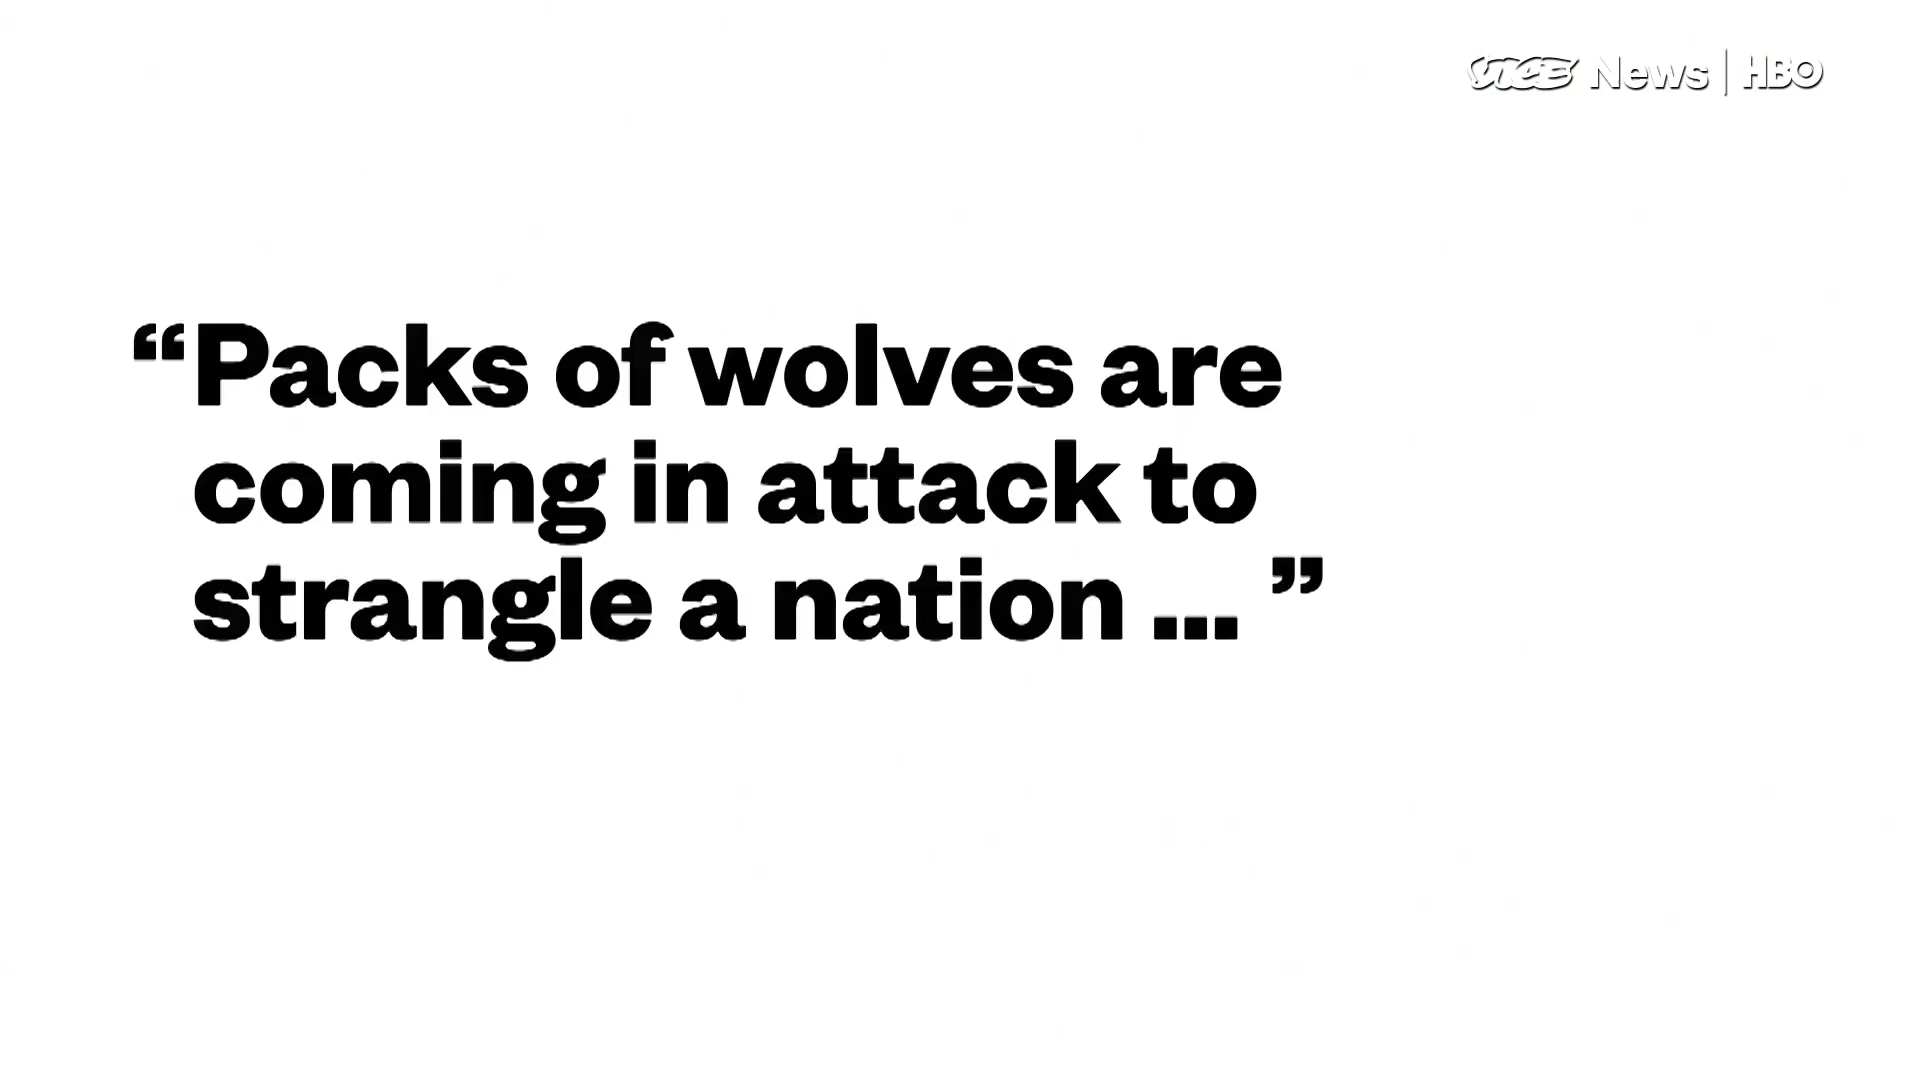 VICE News | HBO
“Packs of wolves are
coming in attack to
strangle a nation ... ”